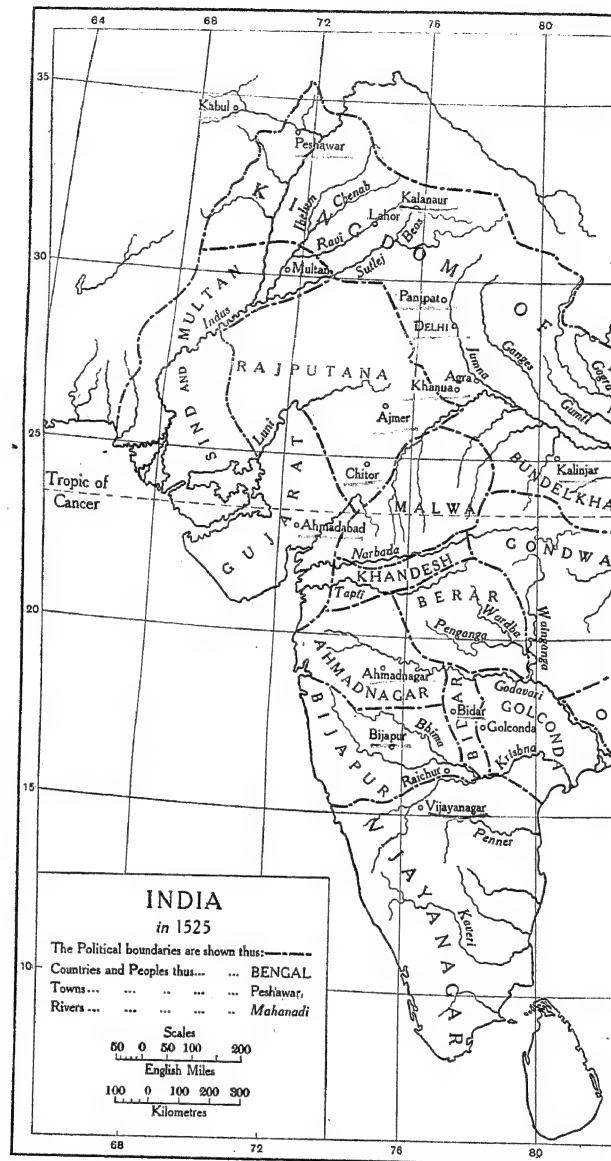 64 68 72 76 80
35
Kabul
Peshawar
K I N G D O M
O F
Jhelum
Chenab
Kalanaur
Lahor
Ravi
Beas
30
Multan
Sutlej
Indus
Panipat
DELHI
SIND AND MULTAN
RAJPUTANA
Jumna
Ganges
Gumti
Gogra
Agra
Khanua
Ajmer
Luni
25
Chitor
Kalinjar
BUNDELKHA
Tropic of
Cancer
MALWA
GUJARAT
Ahmadabad
Narbada
GONDWA
KHANDESH
Tapti
BERAR
Wardha
Penganga
Wainganga
20
AHMADNAGAR
Ahmadnagar
Godavari
BIDAR
Bidar
GOLCONDA
Golconda
O
BIJAPUR
Bijapur
Bhima
Krishna
Raichur
15
Vijayanagar
Penner
VIJAYANAGAR
Kaveri
INDIA
in 1525
The Political boundaries are shown thus:
Countries and Peoples thus... ... BENGAL
Towns... ... ... ... ... Peshawar,
Rivers ... ... ... ... ... Mahanadi
10
Scales
50 0 50 100 200
English Miles
100 0 100 200 300
Kilometres
68 72 76 80